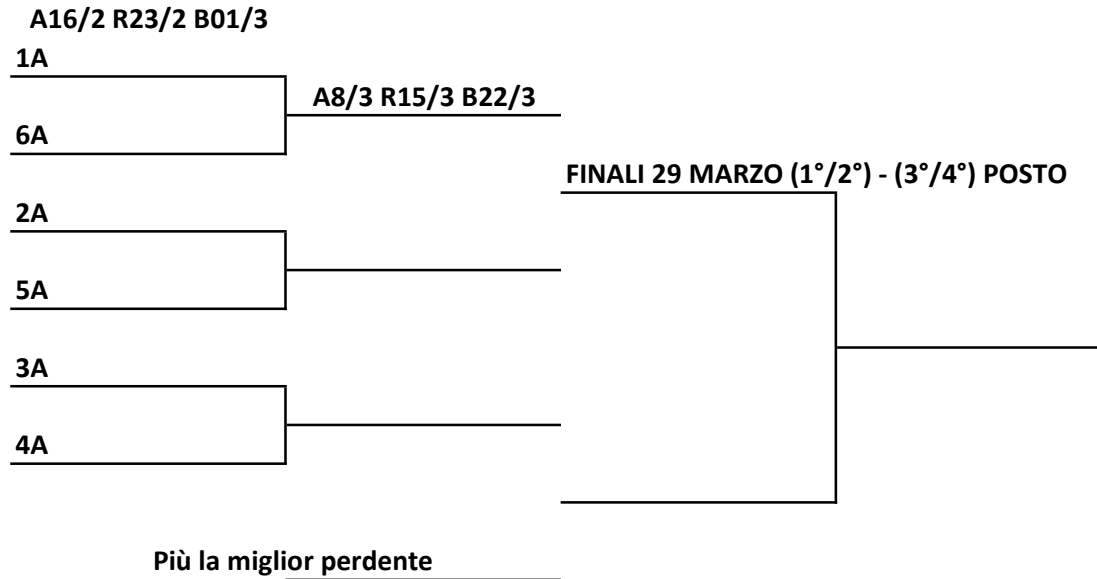 A16/2 R23/2 B01/3
1A
A8/3 R15/3 B22/3
6A
FINALI 29 MARZO (1°/2°) - (3°/4°) POSTO
2A
5A
3A
4A
Più la miglior perdente